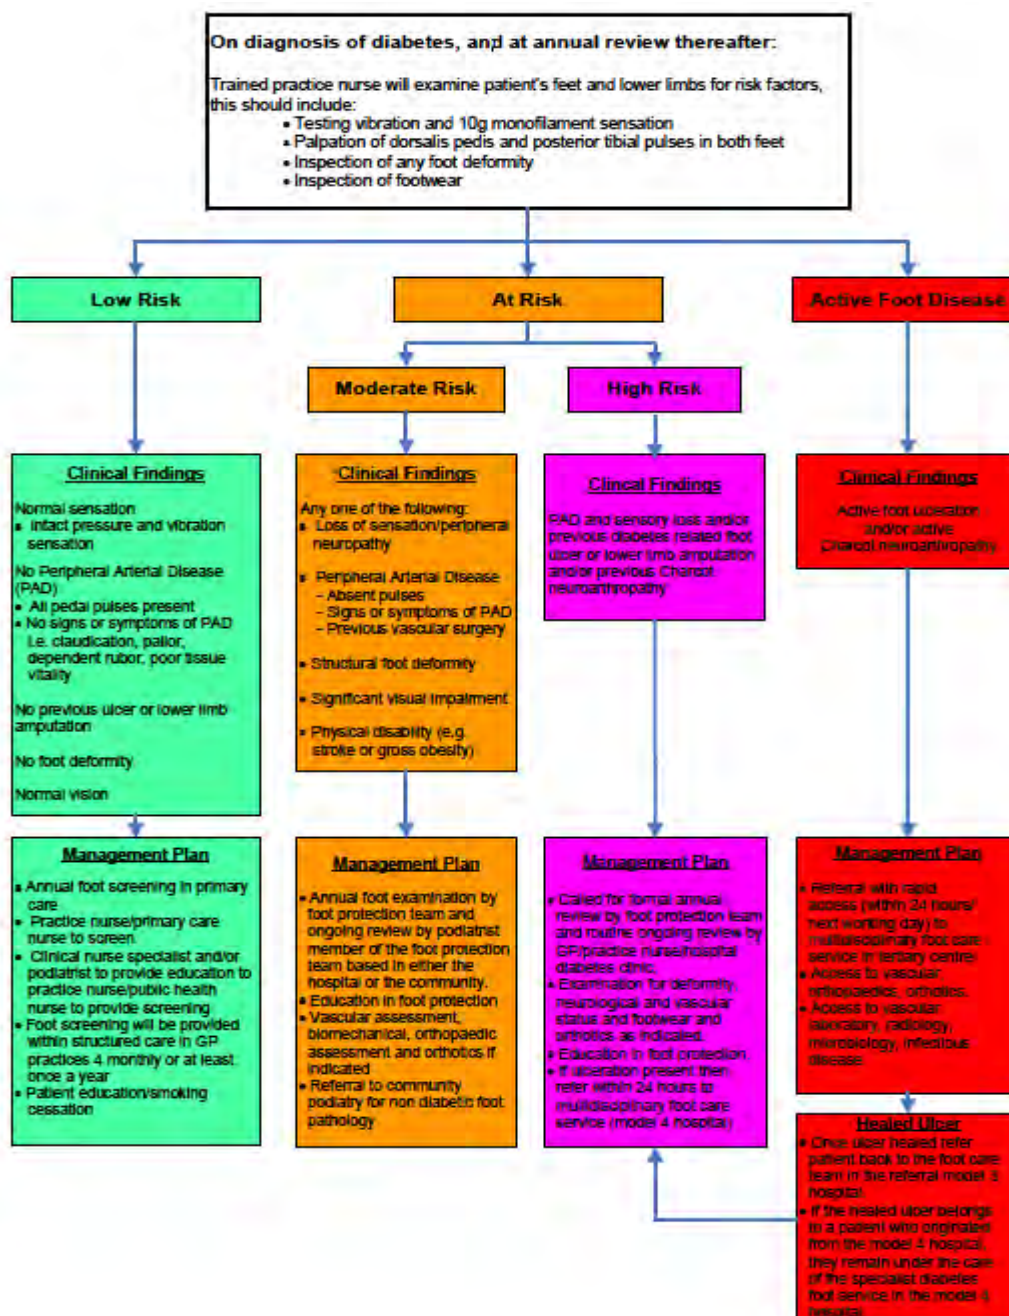 On diagnosis of diabetes, and at annual review thereafter:
Trained practice nurse will examine patient's feet and lower limbs for risk factors,
this should include:
• Testing vibration and 10g monofilament sensation
• Palpation of dorsalis pedis and posterior tibial pulses in both feet
• Inspection of any foot deformity
• Inspection of footwear
Low Risk
At Risk
Active Foot Disease
Moderate Risk
High Risk
Clinical Findings
Normal sensation
• Intact pressure and vibration
sensation
No Peripheral Arterial Disease
(PAD)
• All pedal pulses present
• No signs or symptoms of PAD
i.e. claudication, pallor,
dependent rubor, poor tissue
vitality
No previous ulcer or lower limb
amputation
No foot deformity
Normal vision
Clinical Findings
Any one of the following:
• Loss of sensation/peripheral
neuropathy
• Peripheral Arterial Disease
– Absent pulses
– Signs or symptoms of PAD
– Previous vascular surgery
• Structural foot deformity
• Significant visual impairment
• Physical disability (e.g.
stroke or gross obesity)
Clincal Findings
PAD and sensory loss and/or
previous diabetes related foot
ulcer or lower limb amputation
and/or previous Charcot
neuroarthropathy
Clinical Findings
Active foot ulceration
and/or active
Charcot neuroarthropathy
Management Plan
• Annual foot screening in primary
care
• Practice nurse/primary care
nurse to screen
• Clinical nurse specialist and/or
podiatrist to provide education to
practice nurse/public health
nurse to provide screening
• Foot screening will be provided
within structured care in GP
practices 4 monthly or at least
once a year
• Patient education/smoking
cessation
Management Plan
• Annual foot examination by
foot protection team and
ongoing review by podiatrist
member of the foot protection
team based in either the
hospital or the community.
• Education in foot protection
• Vascular assessment,
biomechanical, orthopaedic
assessment and orthotics if
indicated
• Referral to community
podiatry for non diabetic foot
pathology
Management Plan
• Called for formal annual
review by foot protection team
and routine ongoing review by
GP/practice nurse/hospital
diabetes clinic.
• Examination for deformity,
neurological and vascular
status and footwear and
orthotics as indicated.
• Education in foot protection.
• If ulceration present then
refer within 24 hours to
multidisciplinary foot care
service (model 4 hospital)
Management Plan
• Referral with rapid
access (within 24 hours/
next working day) to
multidisciplinary foot care
service in tertiary centre
• Access to vascular,
orthopaedics, orthotics.
• Access to vascular
laboratory, radiology,
microbiology, infectious
disease
Healed Ulcer
• Once ulcer healed refer
patient back to the foot care
team in the referral model 3
hospital
• If the healed ulcer belongs
to a patient who originated
from the model 4 hospital,
they remain under the care
of the specialist diabetes
foot service in the model 4
hospital